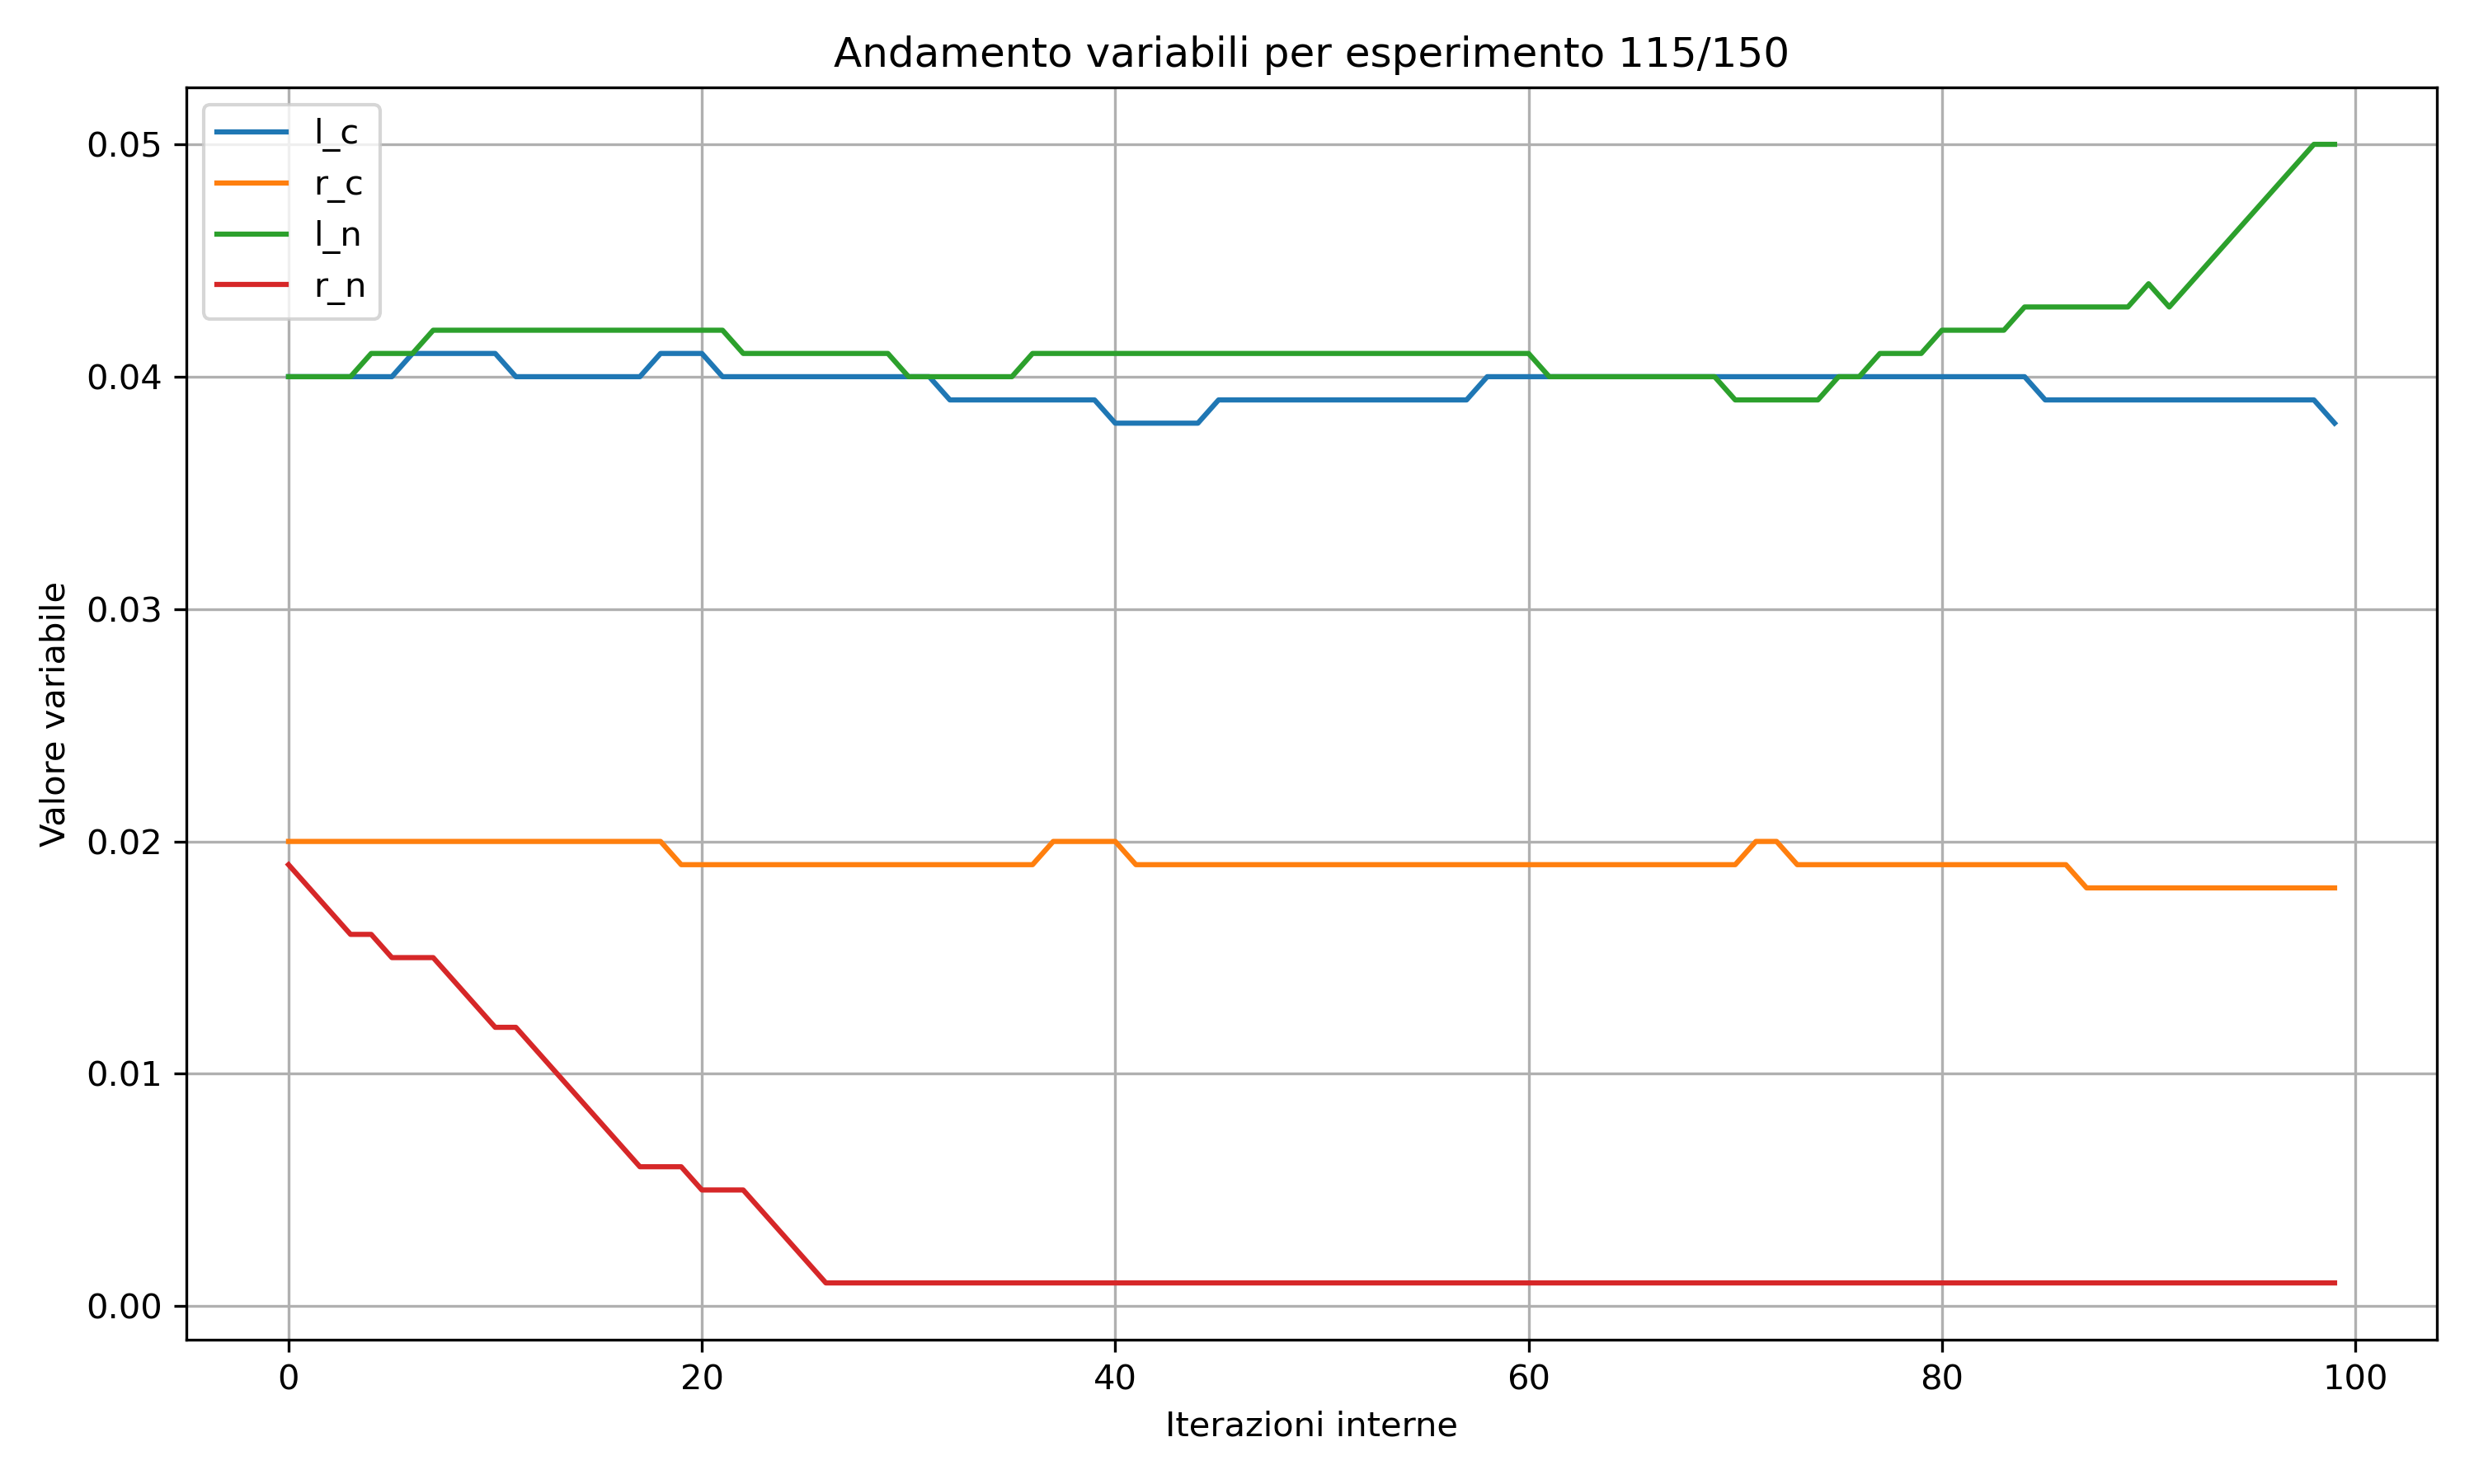 Andamento variabili per esperimento 115/150
l_c
r_c
l_n
r_n
Valore variabile
0.05
0.04
0.03
0.02
0.01
0.00
0 20 40 60 80 100
Iterazioni interne